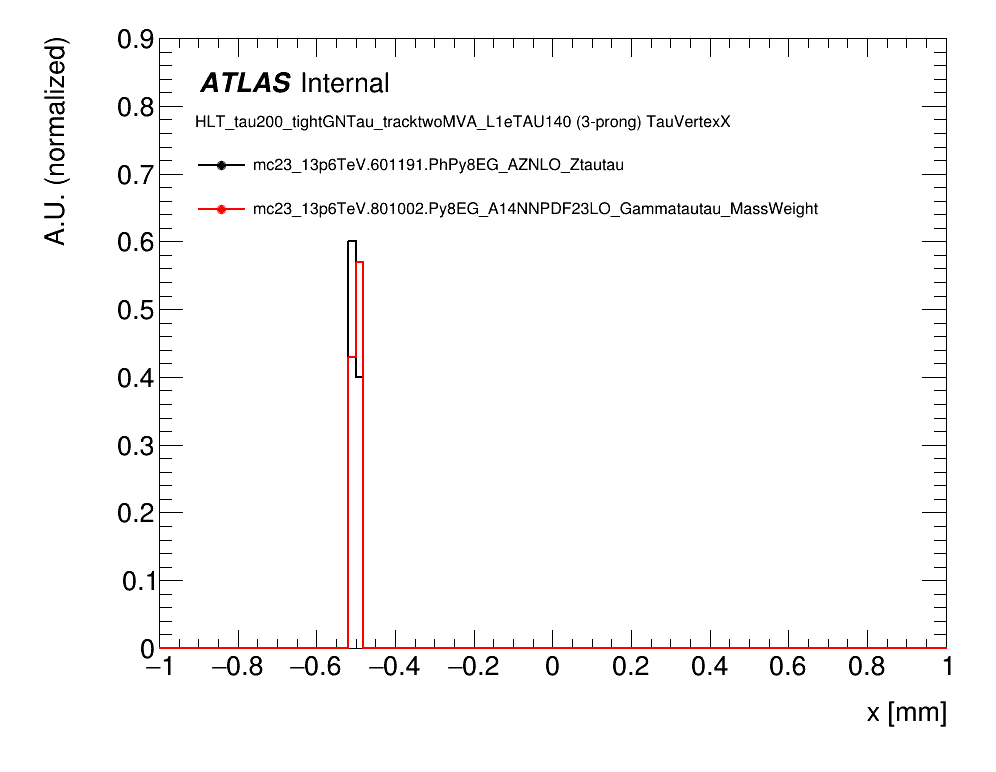 A.U. (normalized)
0.9
0.8
0.7
0.6
0.5
0.4
0.3
0.2
0.1
0
ATLAS Internal
HLT_tau200_tightGNTau_tracktwoMVA_L1eTAU140 (3-prong) TauVertexX
mc23_13p6TeV.601191.PhPy8EG_AZNLO_Ztautau
mc23_13p6TeV.801002.Py8EG_A14NNPDF23LO_Gammatautau_MassWeight
−1 −0.8 −0.6 −0.4 −0.2 0 0.2 0.4 0.6 0.8 1
x [mm]